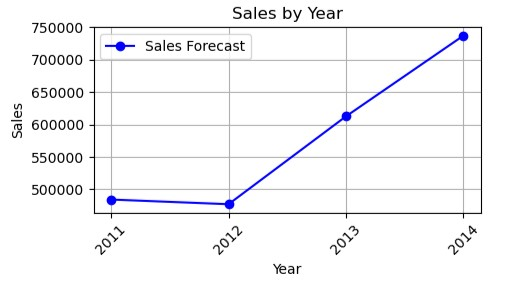 Sales by Year
750000
700000
650000
600000
550000
500000
Sales
Sales Forecast
2011
2012
2013
2014
Year